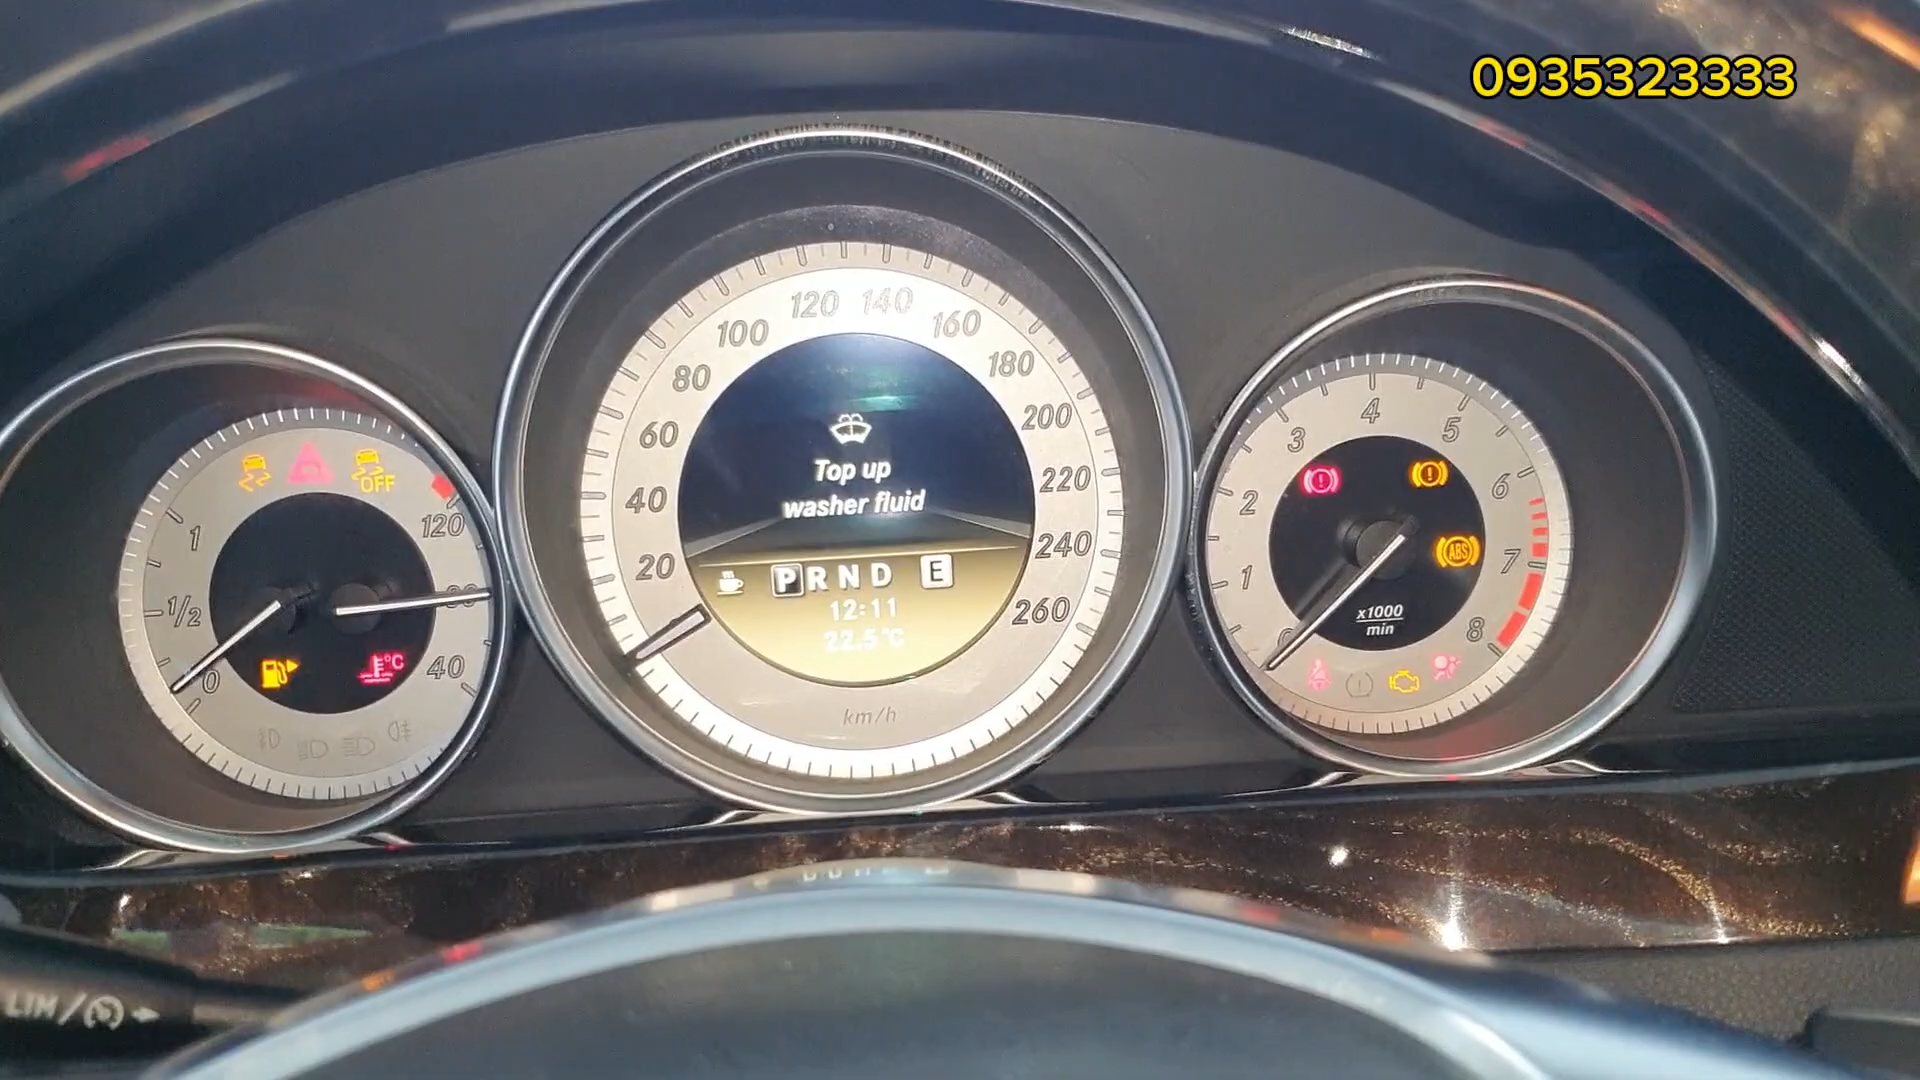 0935323333
120 140
100 160
80 180
60 200
40 220
20 240
260
Top up
washer fluid
P R N D E
12:11
22.5°C
km/h
OFF
1
1/2
0
120
80
40
°C
1
2
3
4
5
6
7
8
ABS
x1000
min
LIM/